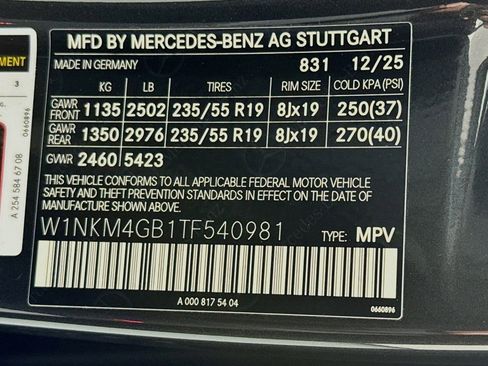 MFD BY MERCEDES-BENZ AG STUTTGART
MADE IN GERMANY 831 12/25
KG LB TIRES RIM SIZE COLD KPA (PSI)
GAWR FRONT 1135 2502 235/55 R19 8Jx19 250(37)
GAWR REAR 1350 2976 235/55 R19 8Jx19 270(40)
GVWR 2460 5423
THIS VEHICLE CONFORMS TO ALL APPLICABLE FEDERAL MOTOR VEHICLE
SAFETY AND THEFT PREVENTION STANDARDS IN EFFECT ON THE DATE OF
MANUFACTURE SHOWN ABOVE.
W1NKM4GB1TF540981 TYPE: MPV
A 000 817 54 04
0660896
EMENT
3
0660896
A 254 584 67 08